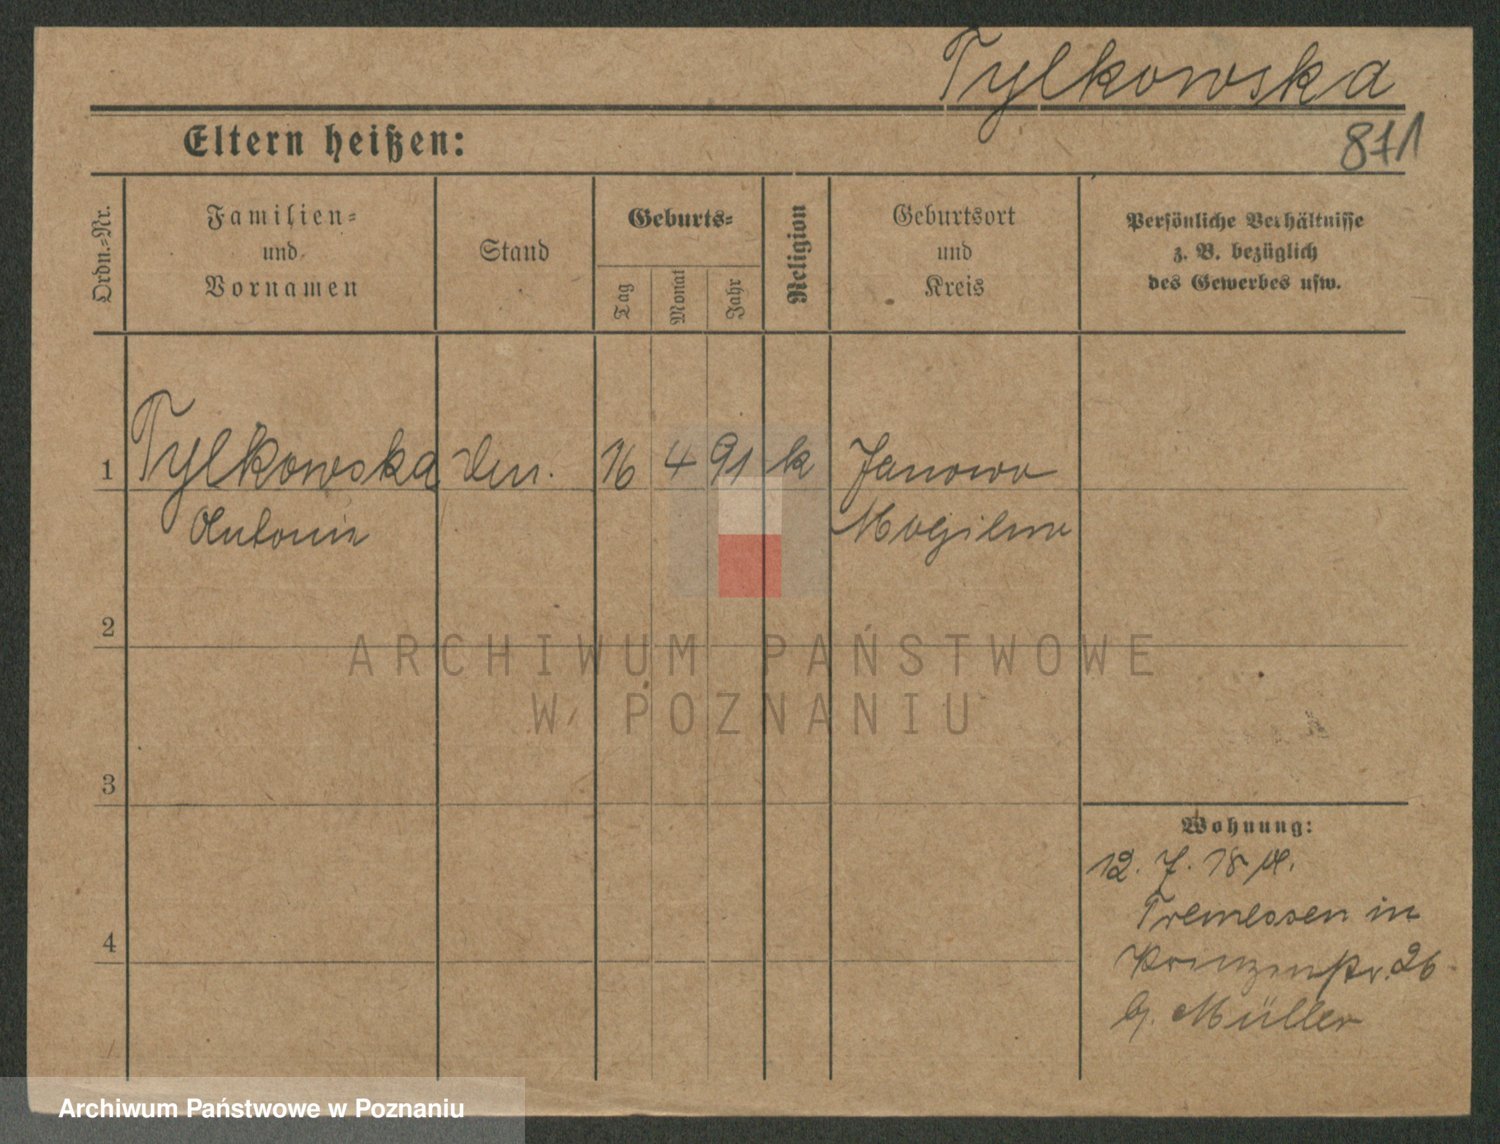 Tylkowska
871
Eltern heißen:
Ordn.-Nr.
Familien-
und
Vornamen
Stand
Geburts-
Tag
Monat
Jahr
Religion
Geburtsort
und
Kreis
Persönliche Verhältnisse
z. B. bezüglich
des Gewerbes usw.
1 Tylkowska 16 4 91 k Janowo
Antonie Mogilno
2
ARCHIWUM PAŃSTWOWE
W POZNANIU
3
Wohnung:
12. 7. 18 A.
Tremessen in
4
Prinzenstr. 26
b. Müller
Archiwum Państwowe w Poznaniu